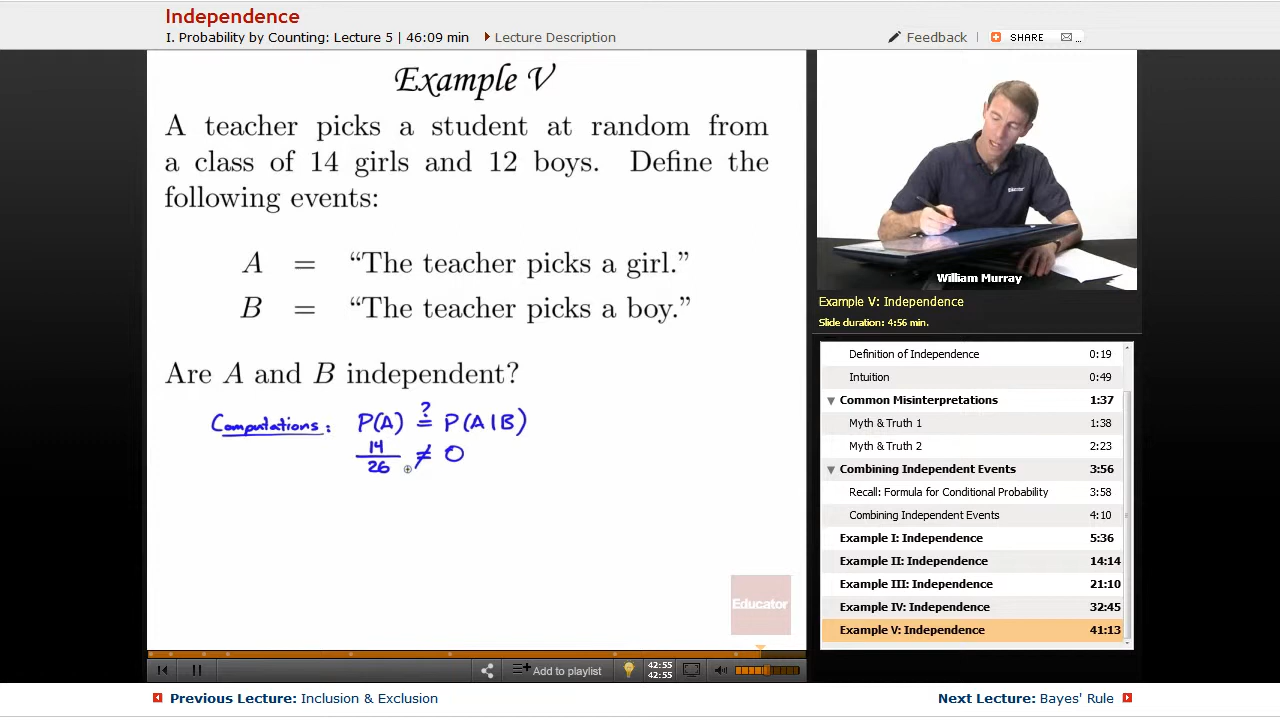 Independence
I. Probability by Counting: Lecture 5 | 46:09 min
Lecture Description
Feedback
SHARE
...
Example V
A teacher picks a student at random from
a class of 14 girls and 12 boys. Define the
following events:
A = “The teacher picks a girl.”
B = “The teacher picks a boy.”
Are A and B independent?
Computations: P(A) ?= P(A|B)
14/26 ≠ 0
Educator
Educator
William Murray
Example V: Independence
Slide duration: 4:56 min.
Definition of Independence 0:19
Intuition 0:49
Common Misinterpretations 1:37
Myth & Truth 1 1:38
Myth & Truth 2 2:23
Combining Independent Events 3:56
Recall: Formula for Conditional Probability 3:58
Combining Independent Events 4:10
Example I: Independence 5:36
Example II: Independence 14:14
Example III: Independence 21:10
Example IV: Independence 32:45
Example V: Independence 41:13
Add to playlist
42:55
42:55
Previous Lecture: Inclusion & Exclusion
Next Lecture: Bayes' Rule